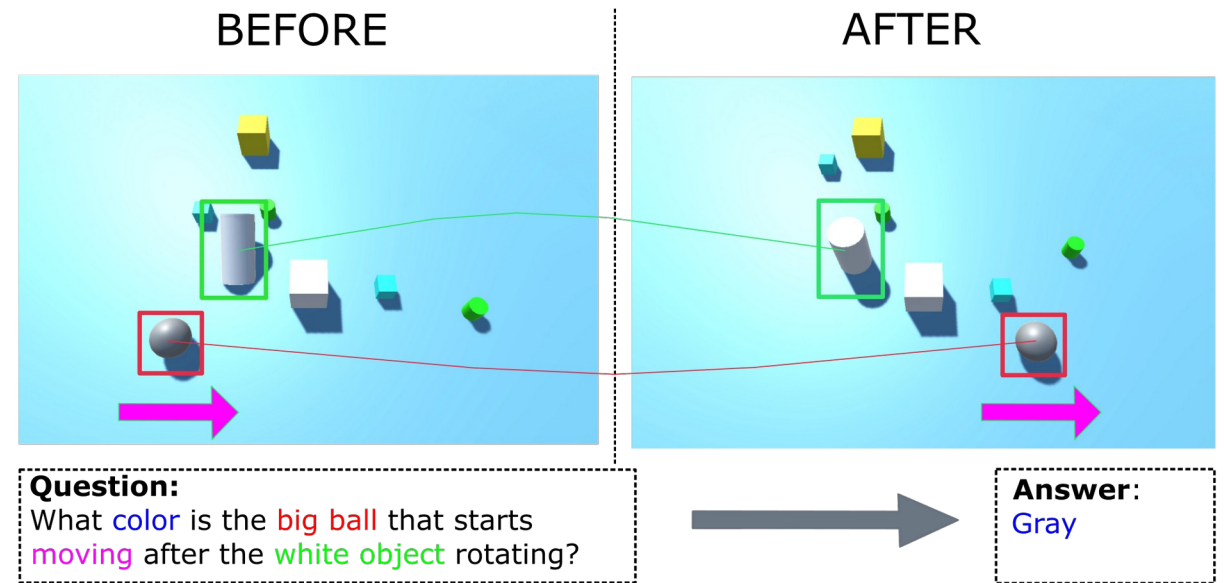 BEFORE
AFTER
Question:
What color is the big ball that starts
moving after the white object rotating?
Answer:
Gray